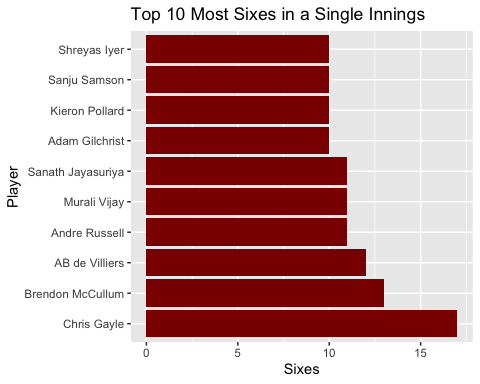 Top 10 Most Sixes in a Single Innings
Player
Shreyas Iyer
Sanju Samson
Kieron Pollard
Adam Gilchrist
Sanath Jayasuriya
Murali Vijay
Andre Russell
AB de Villiers
Brendon McCullum
Chris Gayle
0 5 10 15
Sixes